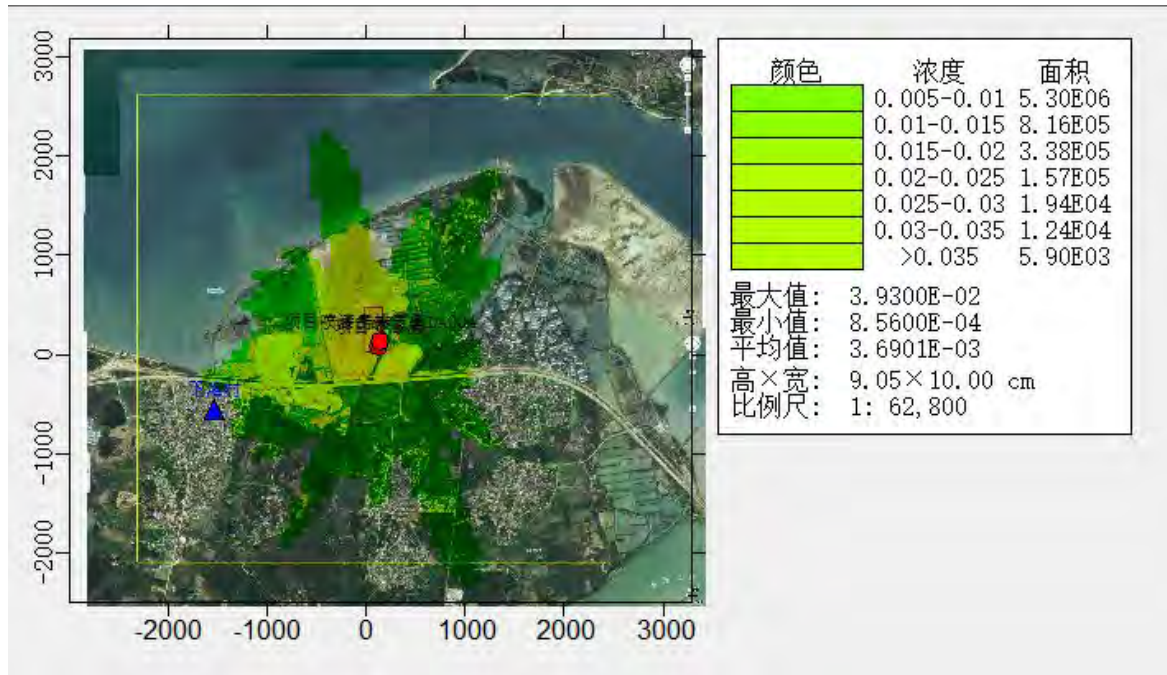 颜色 浓度 面积
0.005-0.01 5.30E06
0.01-0.015 8.16E05
0.015-0.02 3.38E05
0.02-0.025 1.57E05
0.025-0.03 1.94E04
0.03-0.035 1.24E04
>0.035 5.90E03
最大值: 3.9300E-02
最小值: 8.5600E-04
平均值: 3.6901E-03
高×宽: 9.05×10.00 cm
比例尺: 1: 62,800
3000
2000
1000
0
-1000
-2000
-2000 -1000 0 1000 2000 3000
项目